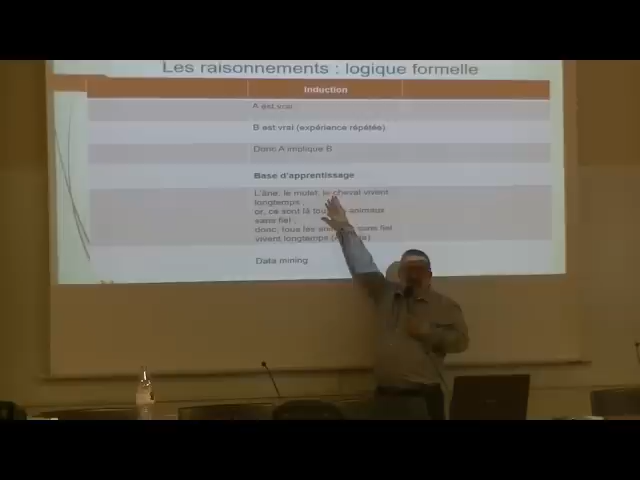 Les raisonnements : logique formelle
Induction
A est vrai
B est vrai (expérience répétée)
Donc A implique B
Base d'apprentissage
L'âne, le mulet, le cheval vivent
longtemps ;
or, ce sont là tous animaux
sans fiel ;
donc, tous les sans fiel
vivent longtemps
Data mining